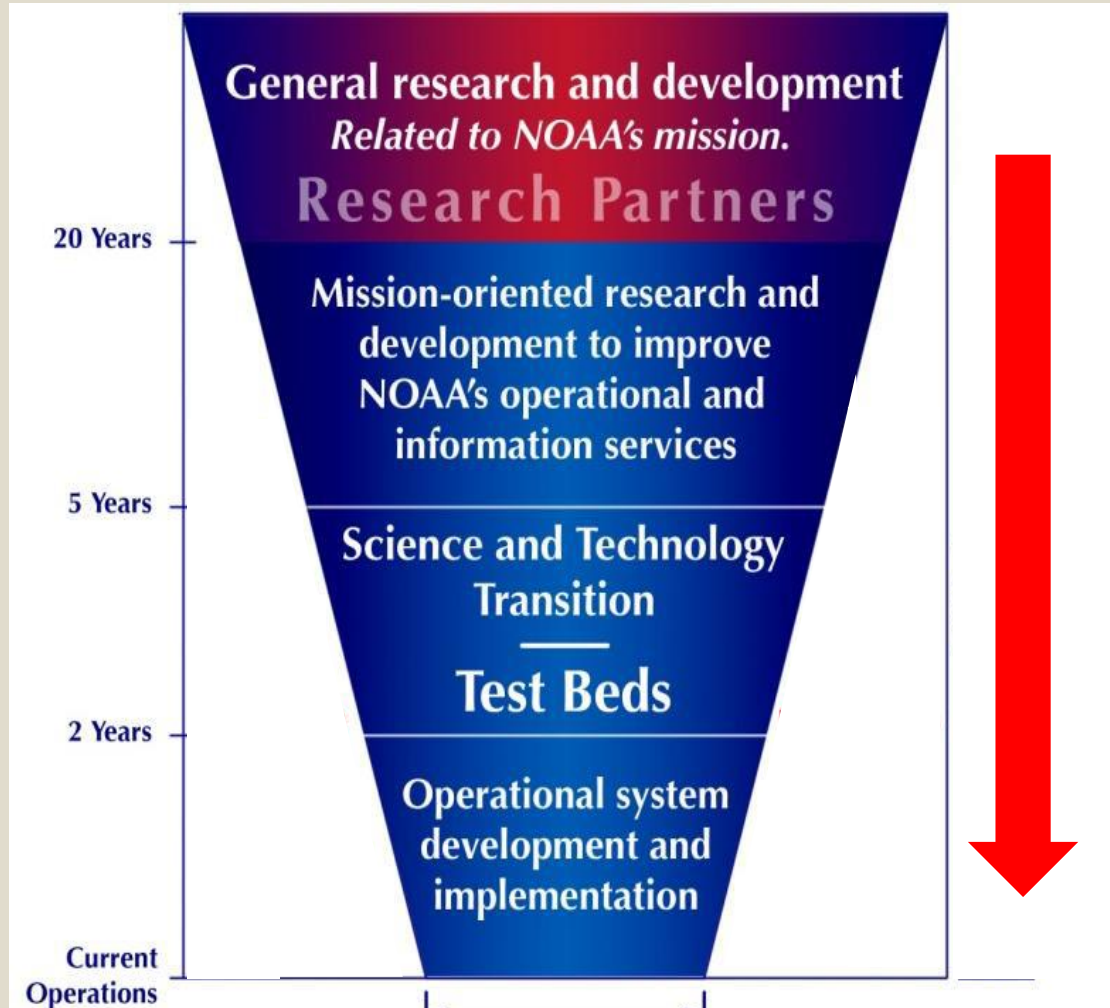 General research and development
Related to NOAA's mission.
Research Partners
20 Years
Mission-oriented research and
development to improve
NOAA's operational and
information services
5 Years
Science and Technology
Transition
Test Beds
2 Years
Operational system
development and
implementation
Current
Operations